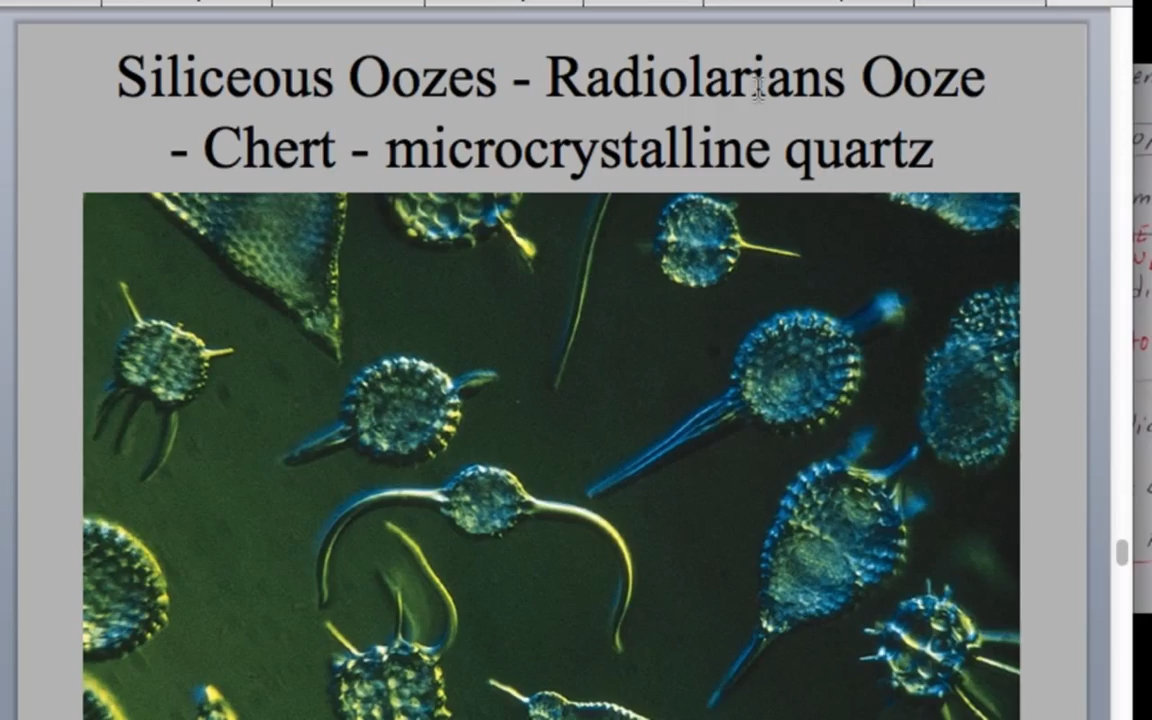 Siliceous Oozes - Radiolarians Ooze
- Chert - microcrystalline quartz